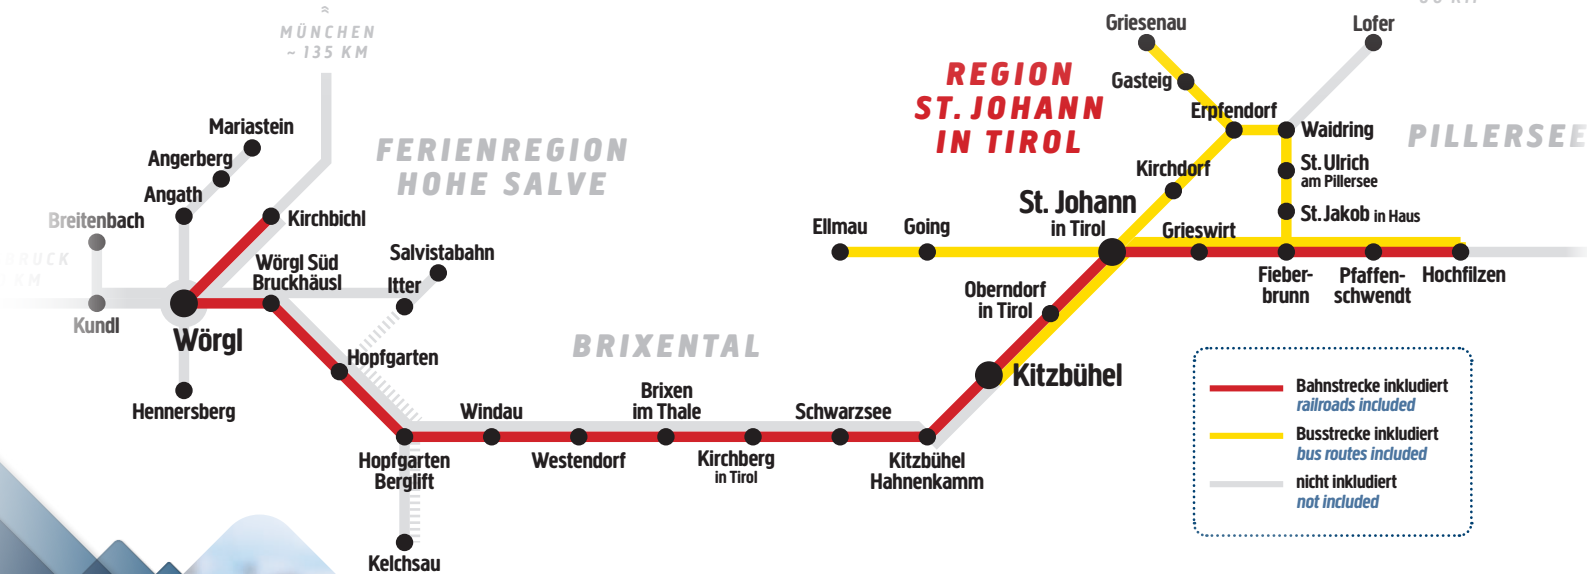 MÜNCHEN
~ 135 KM
Griesenau
Lofer
REGION
ST. JOHANN
IN TIROL
Gasteig
Erpfendorf
Waidring
PILLERSEE
Mariastein
FERIENREGION
HOHE SALVE
Angerberg
Kirchdorf
St. Ulrich
am Pillersee
Angath
St. Johann
in Tirol
St. Jakob in Haus
Breitenbach
Kirchbichl
Ellmau
Going
Grieswirt
Salvistabahn
Wörgl Süd
Bruckhäusl
Itter
Fieber-
brunn
Pfaffen-
schwendt
Hochfilzen
Oberndorf
in Tirol
Kundl
Wörgl
BRIXENTAL
Hopfgarten
Kitzbühel
Hennersberg
Windau
Brixen
im Thale
Schwarzsee
Hopfgarten
Berglift
Westendorf
Kirchberg
in Tirol
Kitzbühel
Hahnenkamm
Kelchsau
Bahnstrecke inkludiert
railroads included
Busstrecke inkludiert
bus routes included
nicht inkludiert
not included